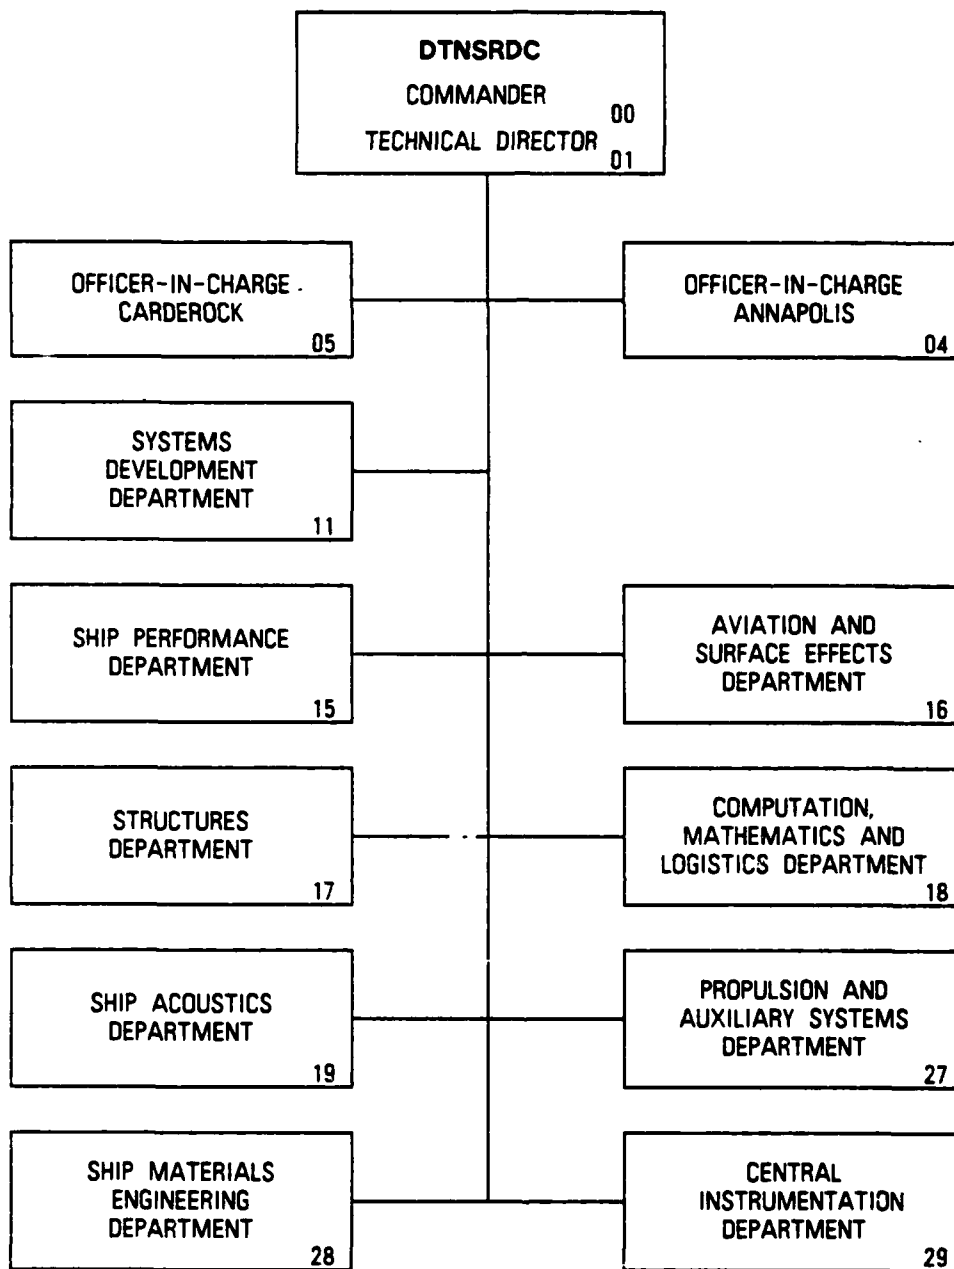 DTNSRDC
COMMANDER
00
TECHNICAL DIRECTOR
01
OFFICER-IN-CHARGE
CARDEROCK
05
OFFICER-IN-CHARGE
ANNAPOLIS
04
SYSTEMS
DEVELOPMENT
DEPARTMENT
11
SHIP PERFORMANCE
DEPARTMENT
15
AVIATION AND
SURFACE EFFECTS
DEPARTMENT
16
STRUCTURES
DEPARTMENT
17
COMPUTATION,
MATHEMATICS AND
LOGISTICS DEPARTMENT
18
SHIP ACOUSTICS
DEPARTMENT
19
PROPULSION AND
AUXILIARY SYSTEMS
DEPARTMENT
27
SHIP MATERIALS
ENGINEERING
DEPARTMENT
28
CENTRAL
INSTRUMENTATION
DEPARTMENT
29